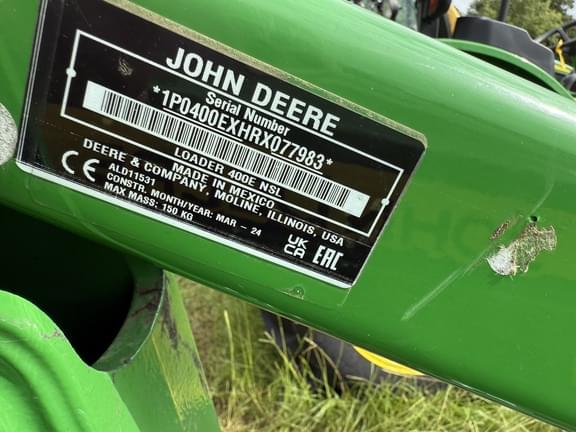 JOHN DEERE
Serial Number
*1P0400EXHRX077983*
LOADER 400E NSL
MADE IN MEXICO
DEERE & COMPANY, MOLINE, ILLINOIS, USA
ALD11531
CONSTR. MONTH/YEAR: MAR – 24
MAX MASS: 150 KG
CE
UK
CA
EAC